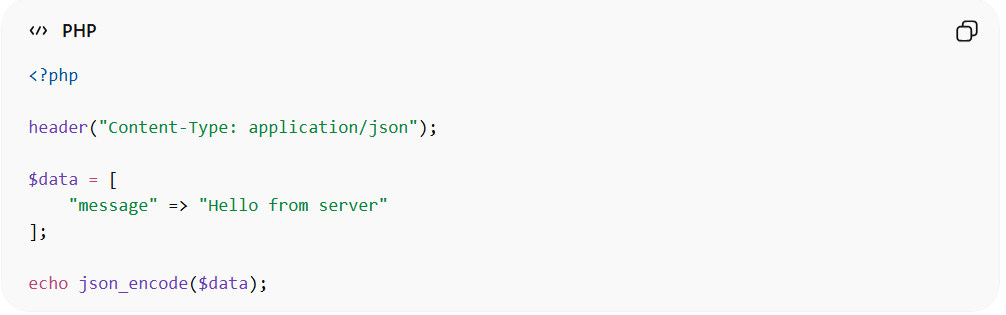 PHP
<?php
header("Content-Type: application/json");
$data = [
    "message" => "Hello from server"
];
echo json_encode($data);